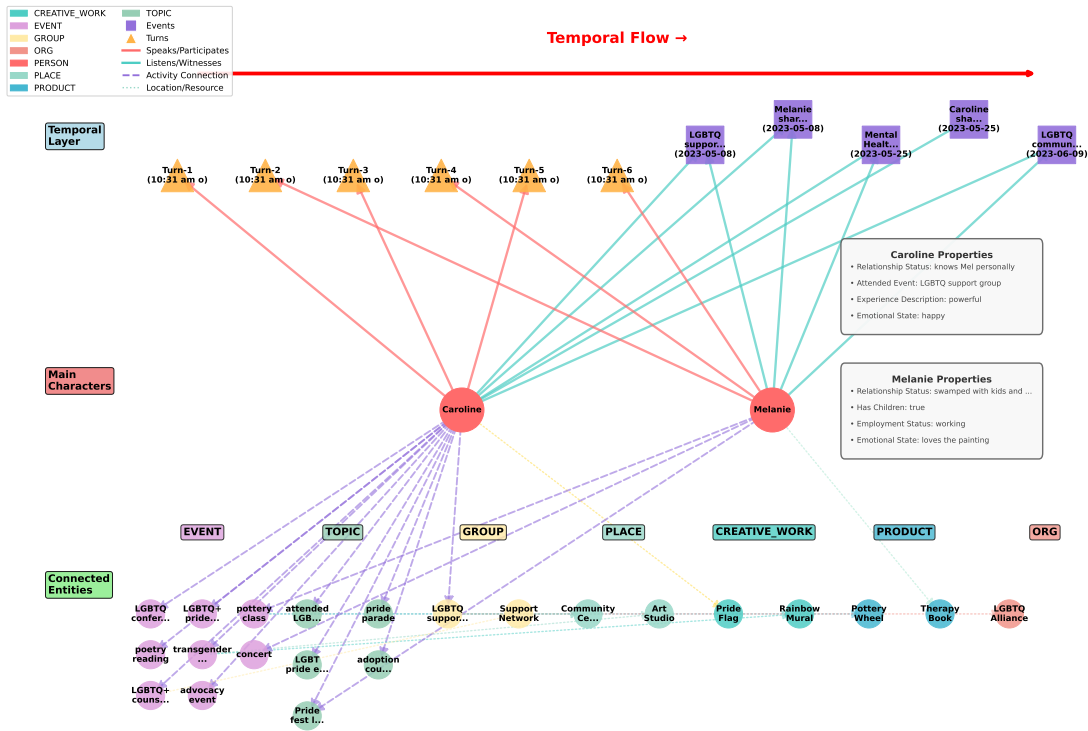 CREATIVE_WORK
EVENT
GROUP
ORG
PERSON
PLACE
PRODUCT
TOPIC
Events
Turns
Speaks/Participates
Listens/Witnesses
Activity Connection
Location/Resource
Temporal Flow →
Temporal
Layer
Turn-1
(10:31 am o)
Turn-2
(10:31 am o)
Turn-3
(10:31 am o)
Turn-4
(10:31 am o)
Turn-5
(10:31 am o)
Turn-6
(10:31 am o)
LGBTQ
suppor...
(2023-05-08)
Melanie
shar...
(2023-05-08)
Mental
Healt...
(2023-05-25)
Caroline
sha...
(2023-05-25)
LGBTQ
commun...
(2023-06-09)
Caroline Properties
• Relationship Status: knows Mel personally
• Attended Event: LGBTQ support group
• Experience Description: powerful
• Emotional State: happy
Main
Characters
Caroline
Melanie
Melanie Properties
• Relationship Status: swamped with kids and ...
• Has Children: true
• Employment Status: working
• Emotional State: loves the painting
EVENT
TOPIC
GROUP
PLACE
CREATIVE_WORK
PRODUCT
ORG
Connected
Entities
LGBTQ
confer...
LGBTQ+
pride...
pottery
class
attended
LGB...
pride
parade
LGBTQ
suppor...
Support
Network
Community
Ce...
Art
Studio
Pride
Flag
Rainbow
Mural
Pottery
Wheel
Therapy
Book
LGBTQ
Alliance
poetry
reading
transgender
...
concert
LGBT
pride e...
adoption
cou...
LGBTQ+
couns...
advocacy
event
Pride
fest l...